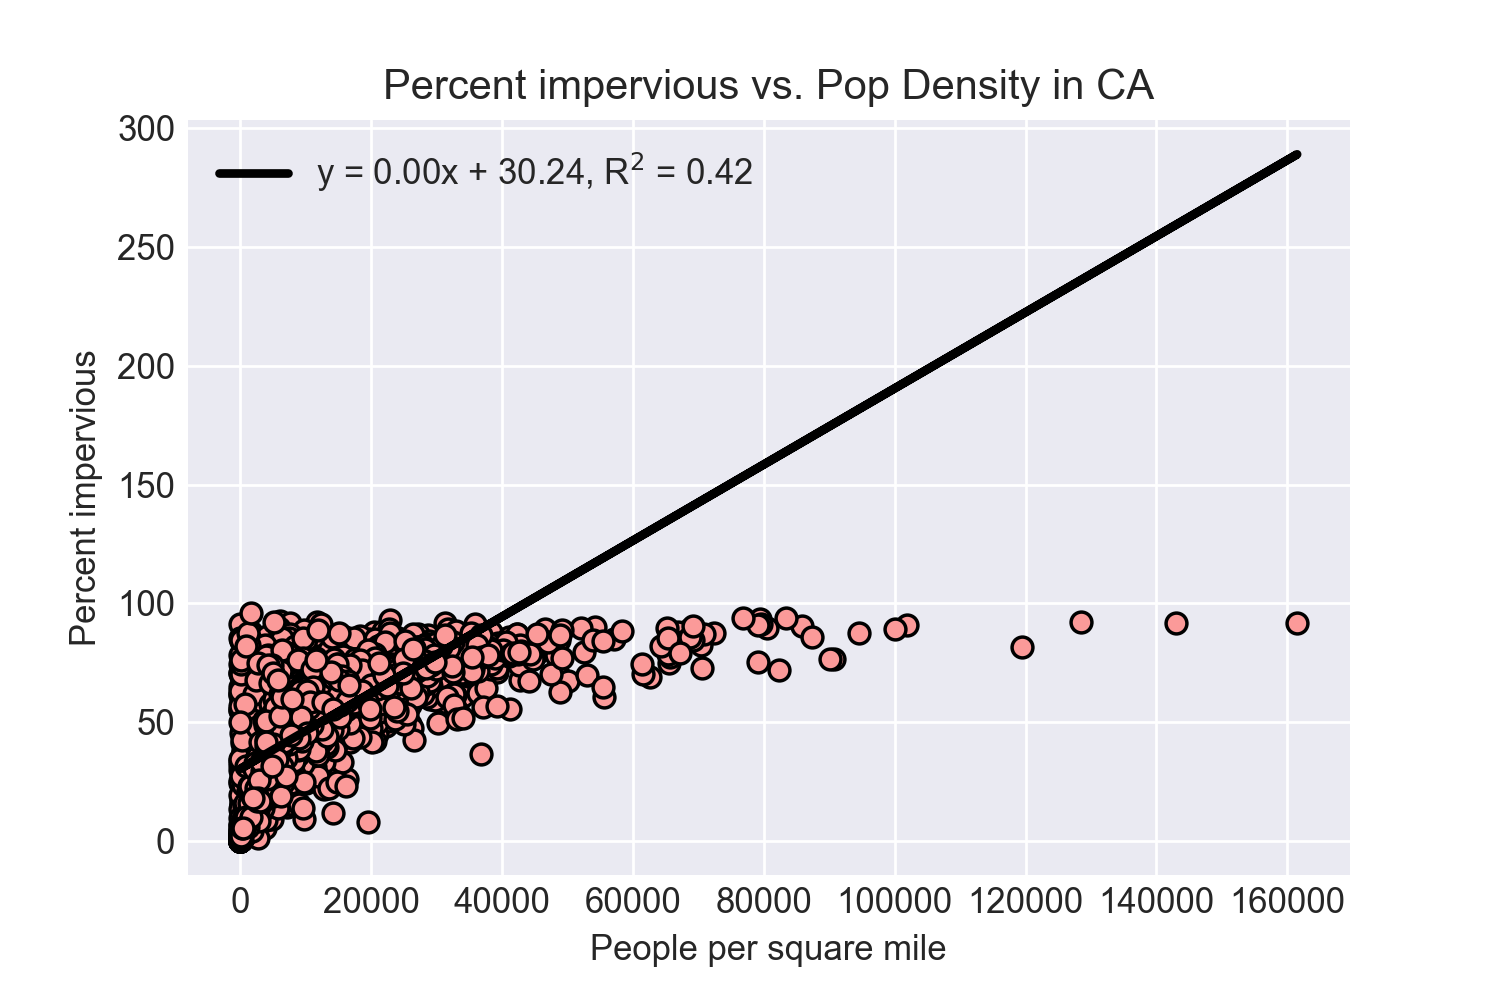 Percent impervious vs. Pop Density in CA
y = 0.00x + 30.24, R² = 0.42
300
250
200
150
100
50
0
Percent impervious
0 20000 40000 60000 80000 100000 120000 140000 160000
People per square mile